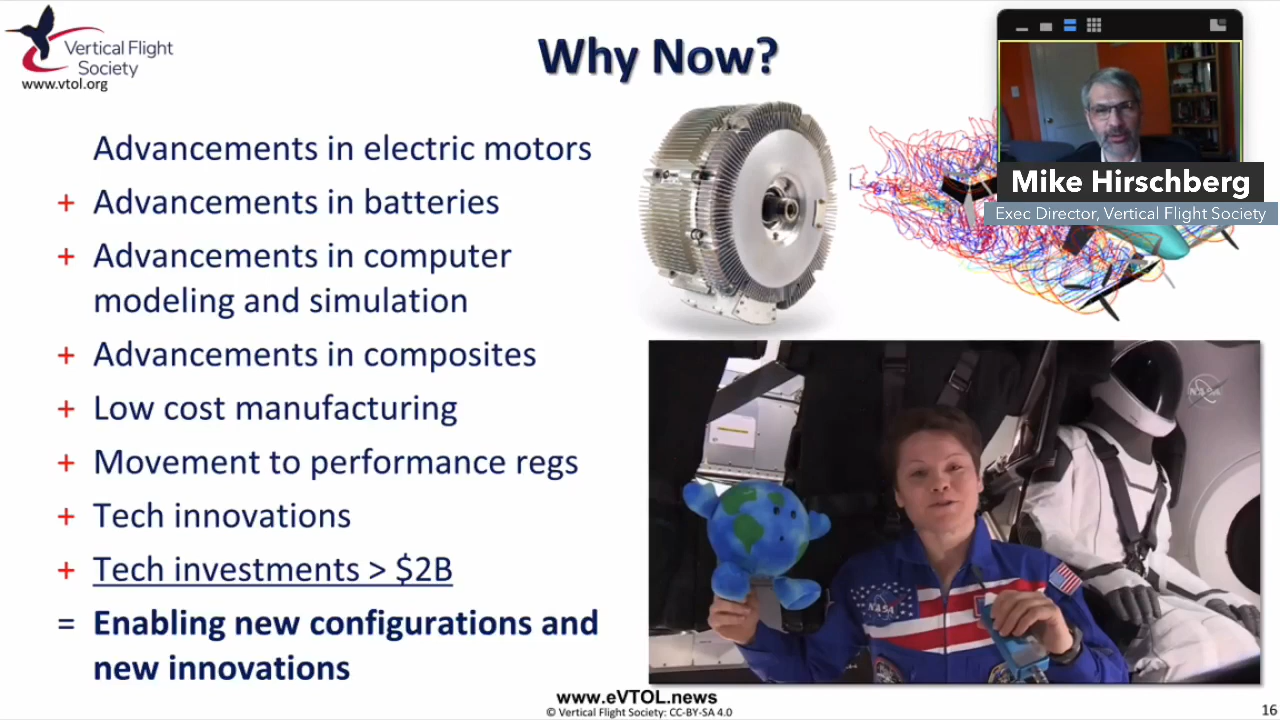 Vertical Flight
Society
www.vtol.org
Why Now?
Advancements in electric motors
+ Advancements in batteries
+ Advancements in computer
modeling and simulation
+ Advancements in composites
+ Low cost manufacturing
+ Movement to performance regs
+ Tech innovations
+ Tech investments > $2B
= Enabling new configurations and
new innovations
Mike Hirschberg
Exec Director, Vertical Flight Society
NASA
NASA
www.eVTOL.news
© Vertical Flight Society: CC-BY-SA 4.0
16